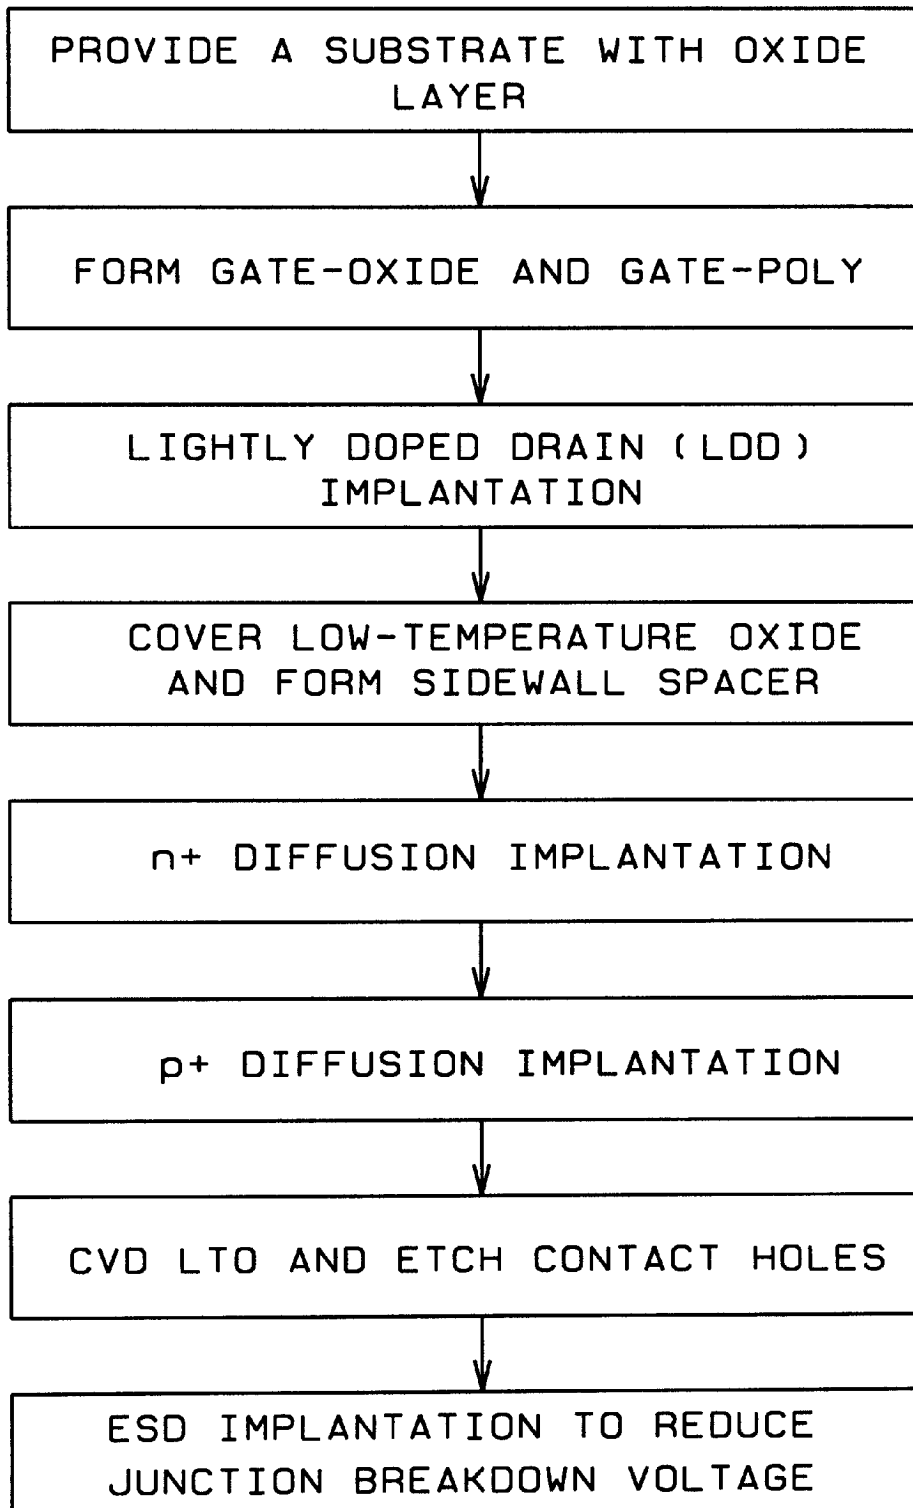 PROVIDE A SUBSTRATE WITH OXIDE
LAYER
FORM GATE-OXIDE AND GATE-POLY
LIGHTLY DOPED DRAIN (LDD)
IMPLANTATION
COVER LOW-TEMPERATURE OXIDE
AND FORM SIDEWALL SPACER
n+ DIFFUSION IMPLANTATION
p+ DIFFUSION IMPLANTATION
CVD LTO AND ETCH CONTACT HOLES
ESD IMPLANTATION TO REDUCE
JUNCTION BREAKDOWN VOLTAGE